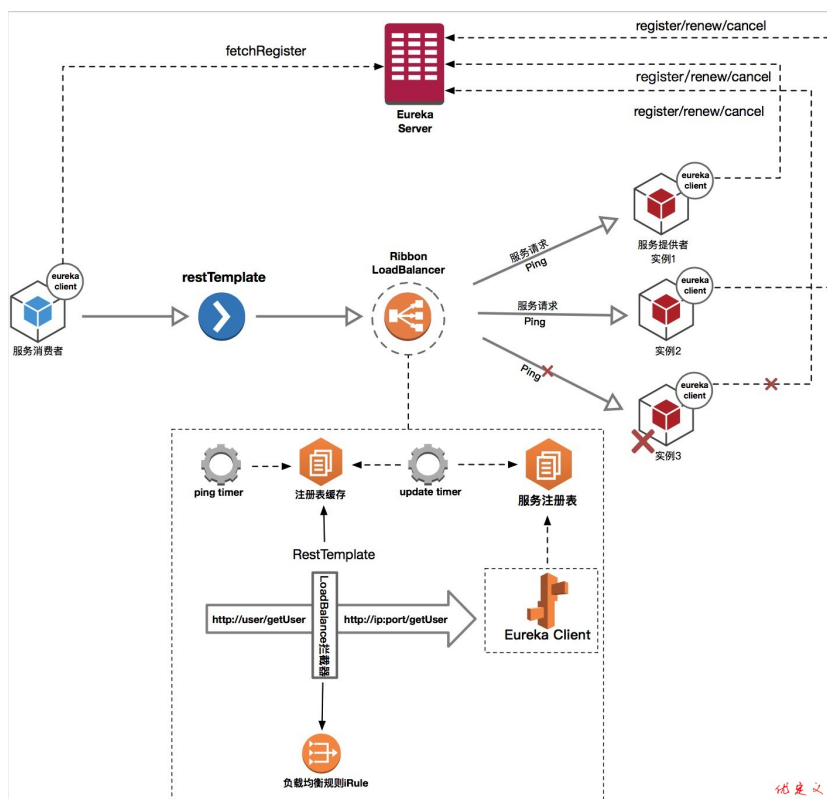 register/renew/cancel
fetchRegister
register/renew/cancel
register/renew/cancel
Eureka
Server
eureka
client
服务提供者
实例1
服务请求
Ping
Ribbon
LoadBalancer
restTemplate
eureka
client
服务消费者
eureka
client
服务请求
Ping
实例2
Ping
eureka
client
实例3
ping timer
注册表缓存
update timer
服务注册表
RestTemplate
LoadBalance拦截器
http://user/getUser
http://ip:port/getUser
Eureka Client
负载均衡规则iRule
优定义